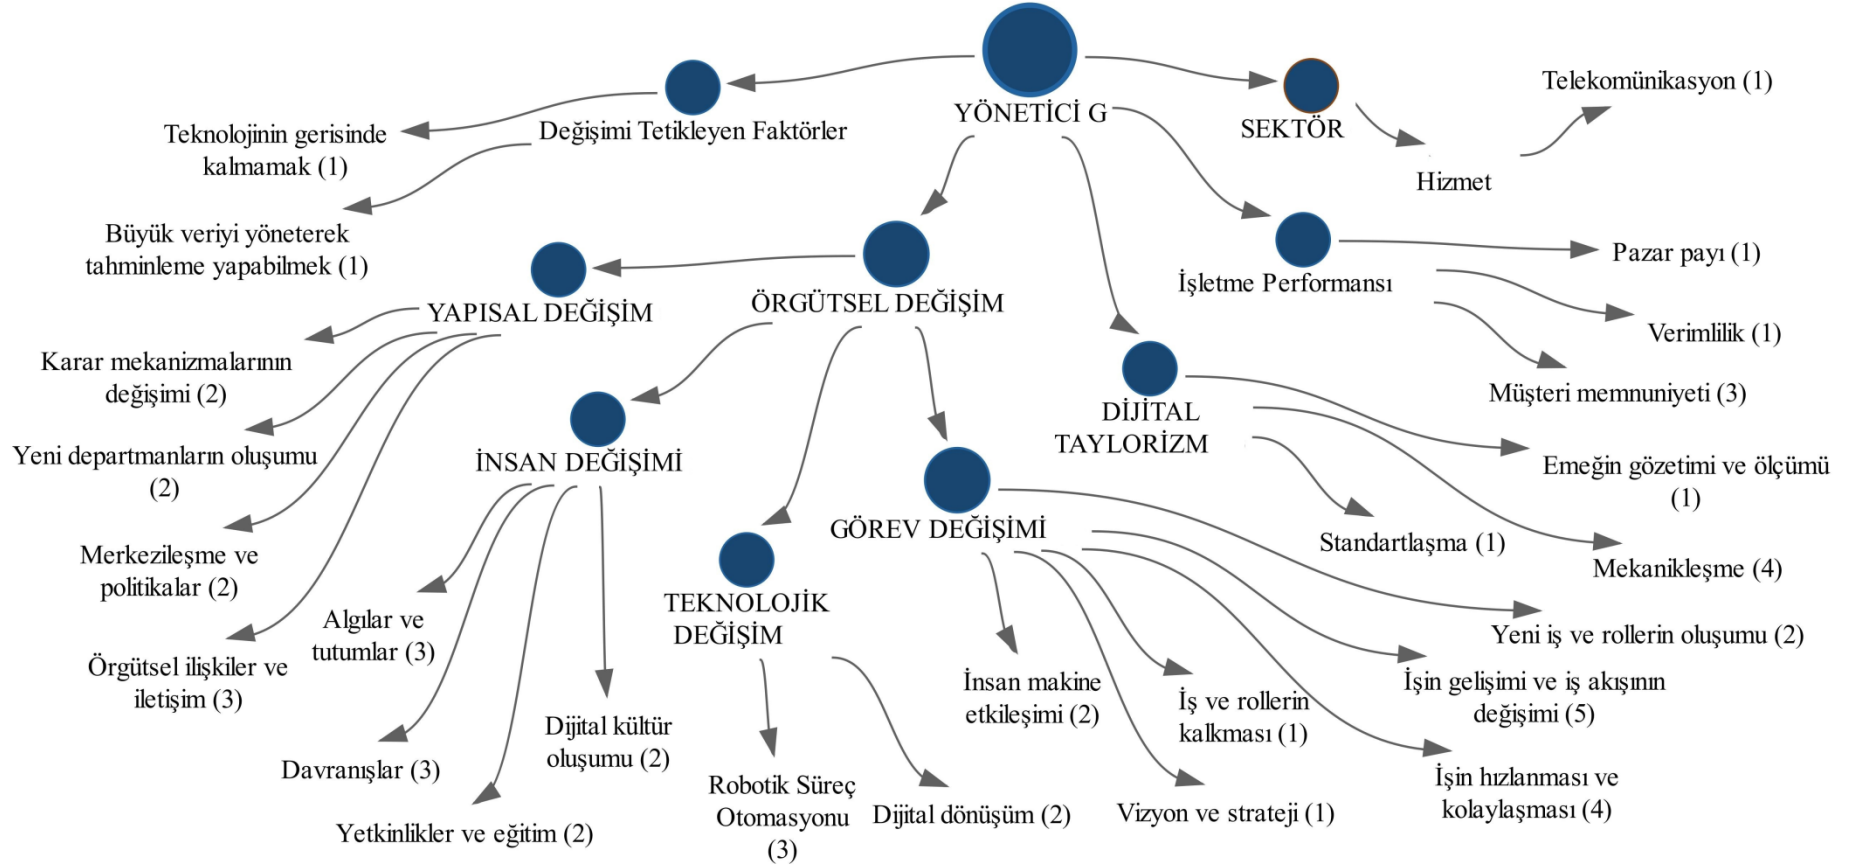 YÖNETİCİ G
Değişimi Tetikleyen Faktörler
Teknolojinin gerisinde
kalmamak (1)
Büyük veriyi yöneterek
tahminleme yapabilmek (1)
SEKTÖR
Hizmet
Telekomünikasyon (1)
İşletme Performansı
Pazar payı (1)
Verimlilik (1)
Müşteri memnuniyeti (3)
ÖRGÜTSEL DEĞİŞİM
YAPISAL DEĞİŞİM
Karar mekanizmalarının
değişimi (2)
Yeni departmanların oluşumu
(2)
Merkezileşme ve
politikalar (2)
Örgütsel ilişkiler ve
iletişim (3)
İNSAN DEĞİŞİMİ
Algılar ve
tutumlar (3)
Davranışlar (3)
Yetkinlikler ve eğitim (2)
Dijital kültür
oluşumu (2)
TEKNOLOJİK
DEĞİŞİM
Robotik Süreç
Otomasyonu
(3)
Dijital dönüşüm (2)
GÖREV DEĞİŞİMİ
İnsan makine
etkileşimi (2)
Vizyon ve strateji (1)
İş ve rollerin
kalkması (1)
İşin hızlanması ve
kolaylaşması (4)
İşin gelişimi ve iş akışının
değişimi (5)
Yeni iş ve rollerin oluşumu (2)
DİJİTAL
TAYLORİZM
Emeğin gözetimi ve ölçümü
(1)
Mekanikleşme (4)
Standartlaşma (1)